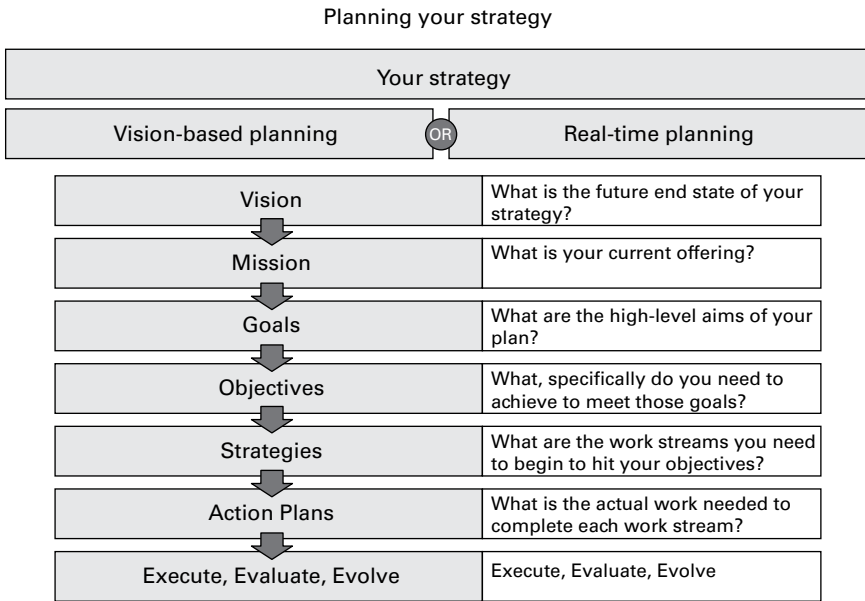 Planning your strategy
Your strategy
Vision-based planning
OR
Real-time planning
Vision
What is the future end state of your
strategy?
Mission
What is your current offering?
Goals
What are the high-level aims of your
plan?
Objectives
What, specifically do you need to
achieve to meet those goals?
Strategies
What are the work streams you need
to begin to hit your objectives?
Action Plans
What is the actual work needed to
complete each work stream?
Execute, Evaluate, Evolve
Execute, Evaluate, Evolve